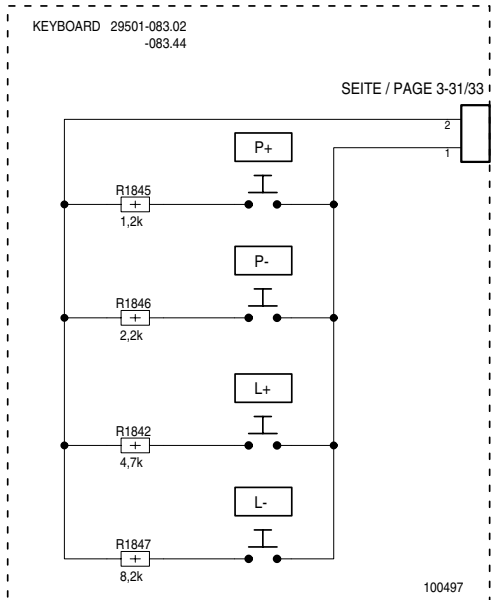 KEYBOARD 29501-083.02
-083.44
SEITE / PAGE 3-31/33
2
1
P+
R1845
1,2k
P-
R1846
2,2k
L+
R1842
4,7k
L-
R1847
8,2k
100497